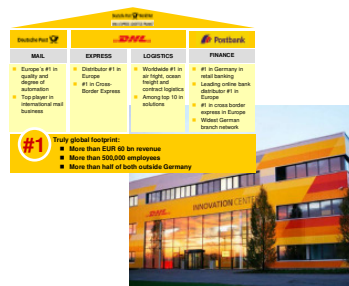 Deutsche Post World Net
MAIL GLOBAL LOGISTICS FINANCE
Deutsche Post
DHL
Postbank
MAIL
EXPRESS
LOGISTICS
FINANCE
Europe's #1 in
quality and
degree of
automation
Top player in
international mail
business
Distributor #1 in
Europe
#1 in Cross-
Border Express
Worldwide #1 in
air freight, ocean
freight and
contract logistics
Among top 10 in
solutions
#1 in Germany in
retail banking
Leading online bank
distributor #1 in
Europe
#1 in cross border
express in Europe
Widest German
branch network
#1
Truly global footprint:
More than EUR 60 bn revenue
More than 500,000 employees
More than half of both outside Germany
DHL
INNOVATION CENTER